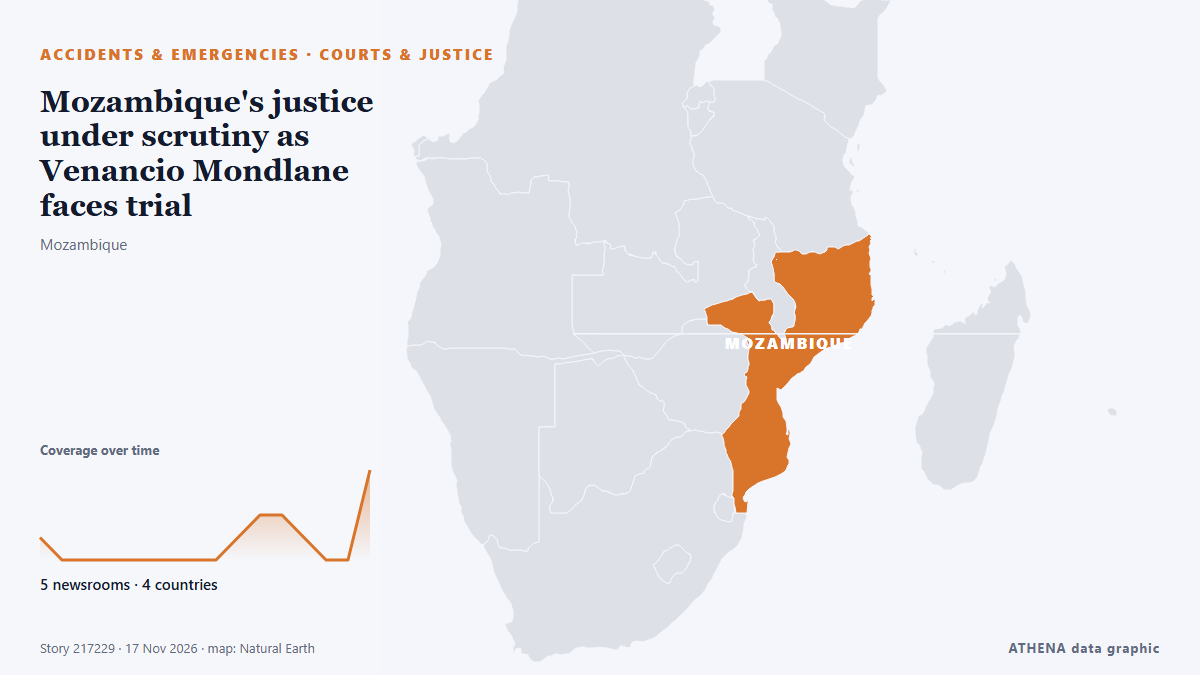 ACCIDENTS & EMERGENCIES · COURTS & JUSTICE
Mozambique's justice
under scrutiny as
Venancio Mondlane
faces trial
Mozambique
MOZAMBIQUE
Coverage over time
5 newsrooms · 4 countries
Story 217229 · 17 Nov 2026 · map: Natural Earth
ATHENA data graphic